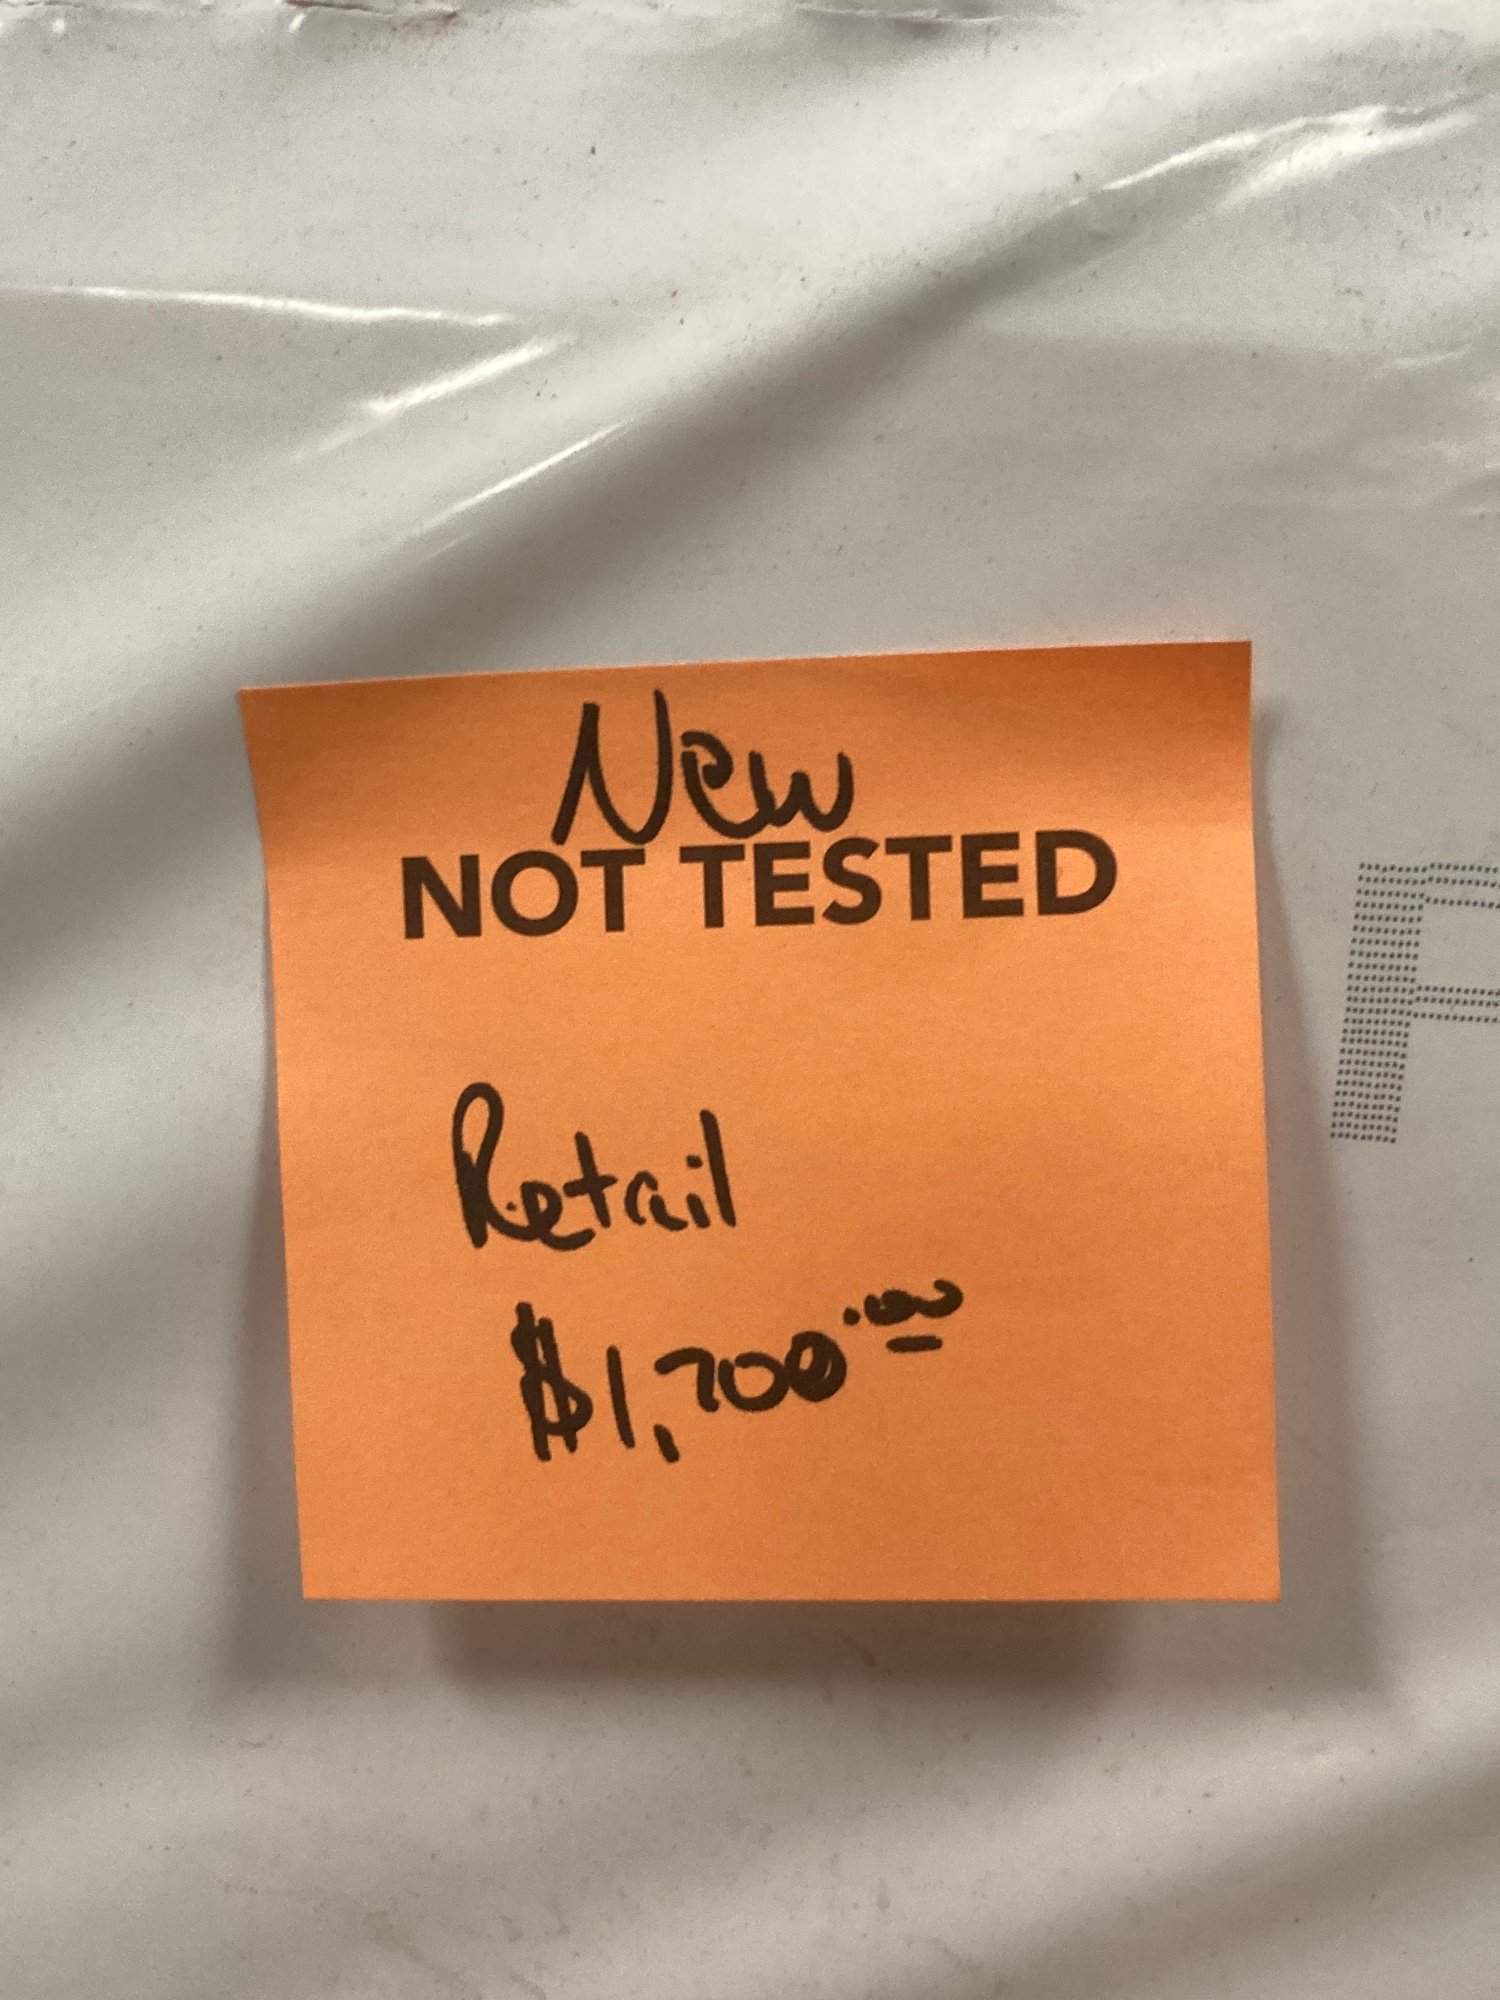 New
NOT TESTED
Retail
$1,700.00